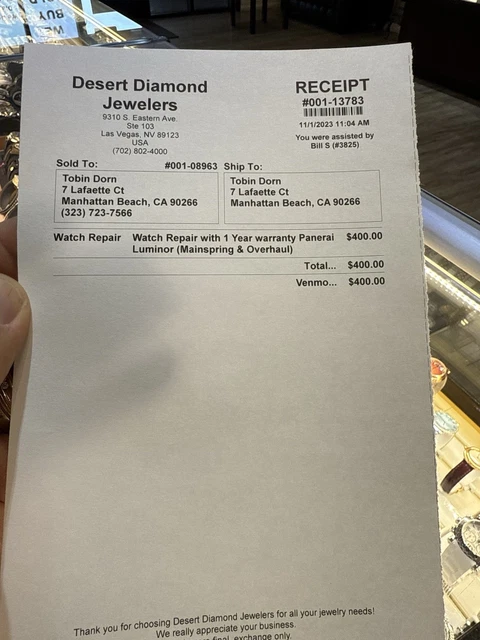 Desert Diamond
Jewelers
9310 S. Eastern Ave.
Ste 103
Las Vegas, NV 89123
USA
(702) 802-4000
RECEIPT
#001-13783
11/1/2023 11:04 AM
You were assisted by
Bill S (#3825)
Sold To: #001-08963
Tobin Dorn
7 Lafaette Ct
Manhattan Beach, CA 90266
(323) 723-7566
Ship To:
Tobin Dorn
7 Lafaette Ct
Manhattan Beach, CA 90266
Watch Repair Watch Repair with 1 Year warranty Panerai $400.00
Luminor (Mainspring & Overhaul)
Total... $400.00
Venmo... $400.00
Thank you for choosing Desert Diamond Jewelers for all your jewelry needs!
We really appreciate your business.
final, exchange only.
BUY